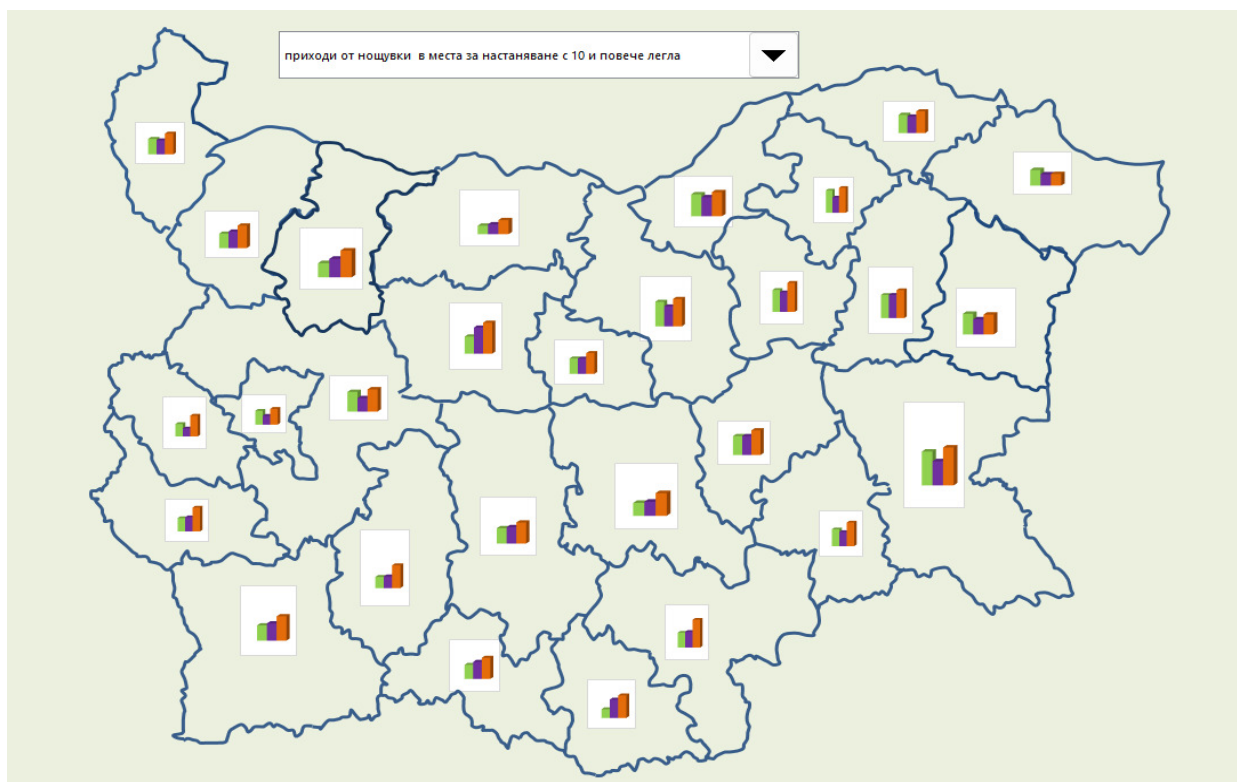 приходи от нощувки  в места за настаняване с 10 и повече легла